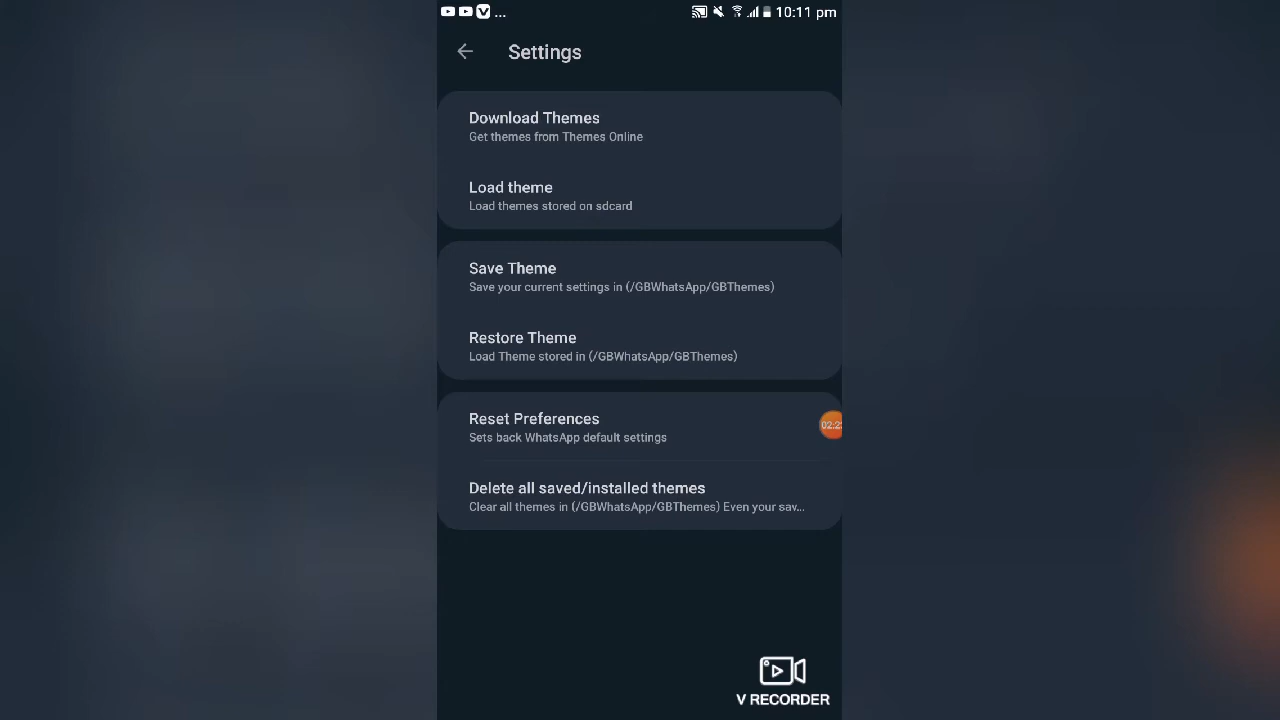 ... 10:11 pm
Settings
Download Themes
Get themes from Themes Online
Load theme
Load themes stored on sdcard
Save Theme
Save your current settings in (/GBWhatsApp/GBThemes)
Restore Theme
Load Theme stored in (/GBWhatsApp/GBThemes)
Reset Preferences
Sets back WhatsApp default settings
Delete all saved/installed themes
Clear all themes in (/GBWhatsApp/GBThemes) Even your sav...
V RECORDER